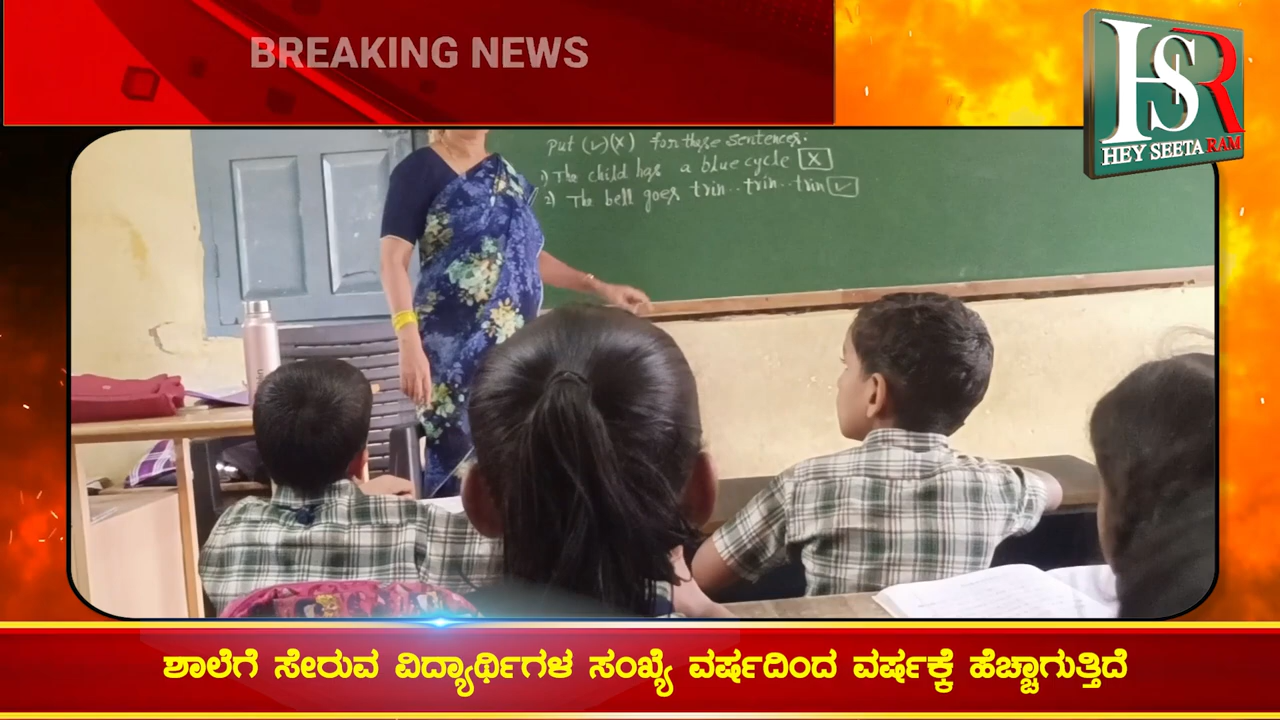 BREAKING NEWS
HSR
HEY SEETA RAM
Put (✓)(X) for these sentences:
1) The child has a blue cycle [X]
2) The bell goes trin.. trin... trin [✓]
ಶಾಲೆಗೆ ಸೇರುವ ವಿದ್ಯಾರ್ಥಿಗಳ ಸಂಖ್ಯೆ ವರ್ಷದಿಂದ ವರ್ಷಕ್ಕೆ ಹೆಚ್ಚಾಗುತ್ತಿದೆ